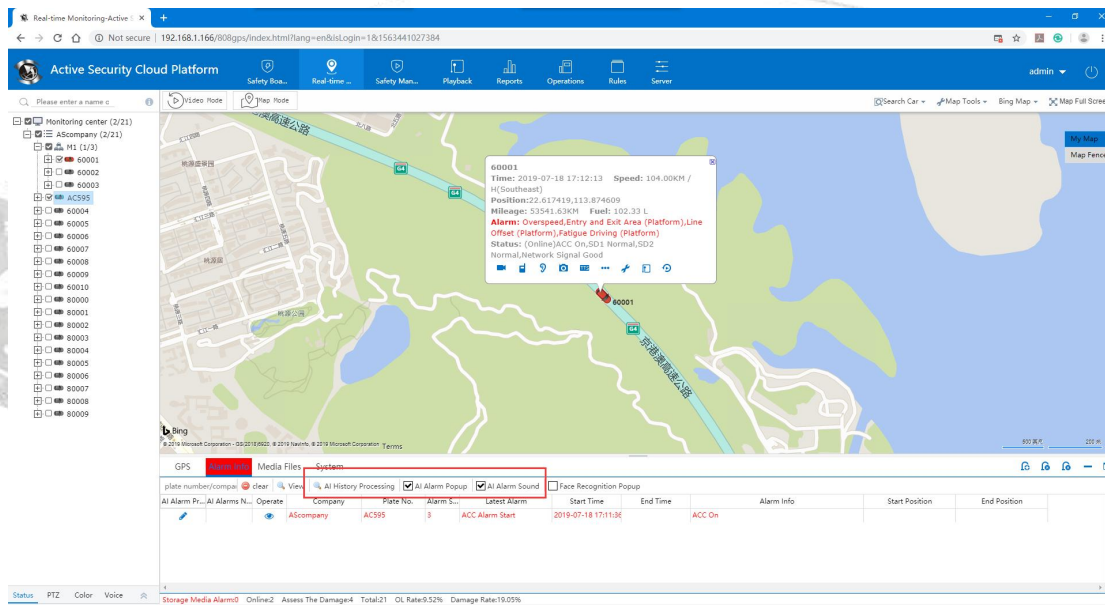 Real-time Monitoring-Active S
Not secure | 192.168.1.166/808gps/index.html?lang=en&isLogin=1&1563441027384
Active Security Cloud Platform
Safety Boa...
Real-time ...
Safety Man...
Playback
Reports
Operations
Rules
Server
admin
Please enter a name c
Video Mode
Map Mode
Search Car
Map Tools
Bing Map
Map Full Scree
Monitoring center (2/21)
AScompany (2/21)
M1 (1/3)
60001
60002
60003
AC595
60004
60005
60006
60007
60008
60009
60010
80000
80001
80002
80003
80004
80005
80006
80007
80008
80009
My Map
Map Fence
G4
G4
G4
京港澳高速公路
60001
60001
Time: 2019-07-18 17:12:13 Speed: 104.00KM /
H(Southeast)
Position:22.617419,113.874609
Mileage: 53541.63KM Fuel: 102.33 L
Alarm: Overspeed,Entry and Exit Area (Platform),Line
Offset (Platform),Fatigue Driving (Platform)
Status: (Online)ACC On,SD1 Normal,SD2
Normal,Network Signal Good
Bing
Terms
GPS
Alarm Info
Media Files
System
plate number/compai
clear
View
AI History Processing
AI Alarm Popup
AI Alarm Sound
Face Recognition Popup
AI Alarm Pr... AI Alarms N... Operate Company Plate No. Alarm S... Latest Alarm Start Time End Time Alarm Info Start Position End Position
AScompany AC595 3 ACC Alarm Start 2019-07-18 17:11:36 ACC On
Status PTZ Color Voice
Storage Media Alarm:0 Online:2 Assess The Damage:4 Total:21 OL Rate:9.52% Damage Rate:19.05%